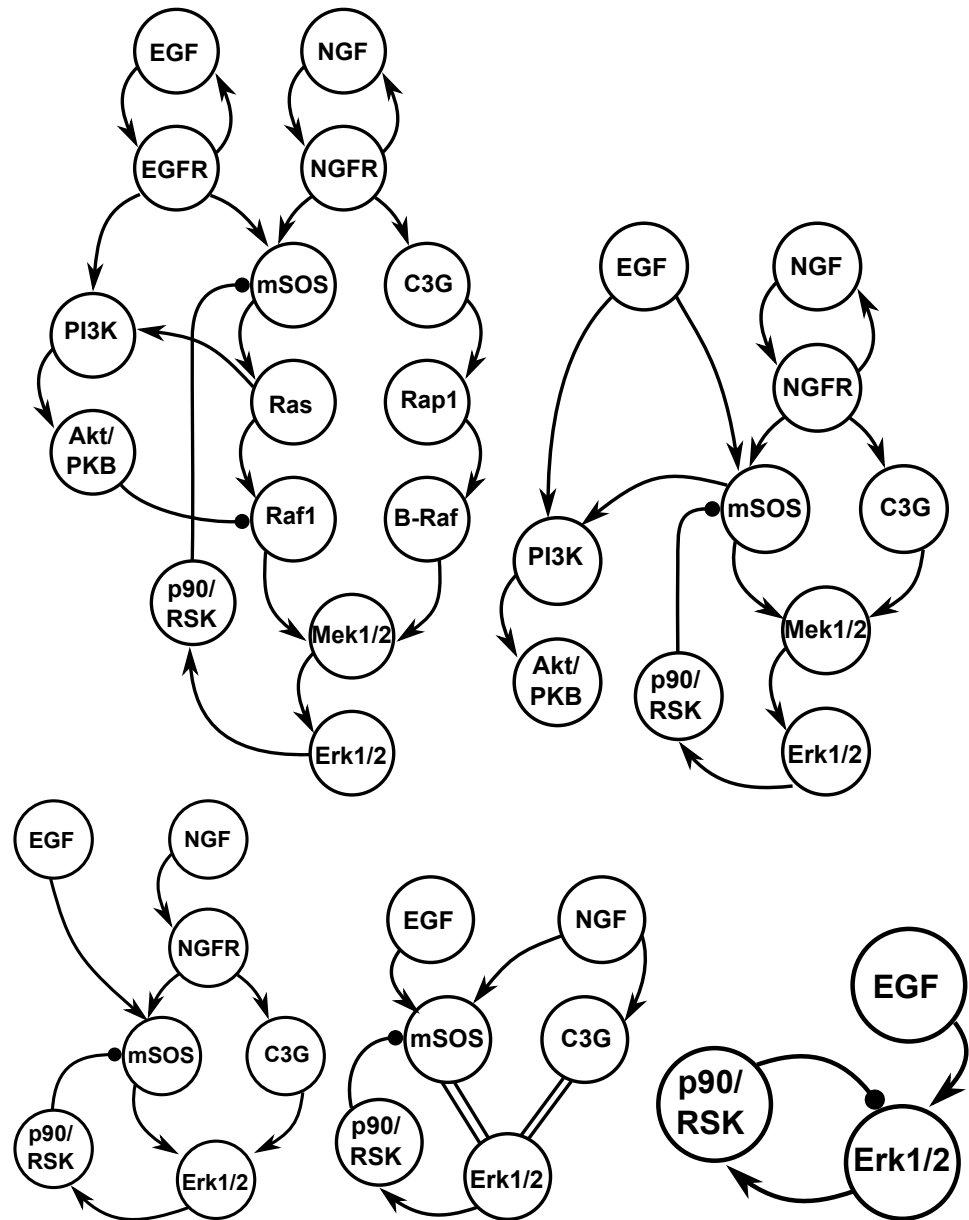 EGF
NGF
EGFR
NGFR
mSOS
C3G
PI3K
Ras
Rap1
Akt/
PKB
Raf1
B-Raf
p90/
RSK
Mek1/2
Erk1/2
EGF
NGF
NGFR
mSOS
C3G
PI3K
Mek1/2
Akt/
PKB
p90/
RSK
Erk1/2
EGF
NGF
NGFR
mSOS
C3G
p90/
RSK
Erk1/2
EGF
NGF
mSOS
C3G
p90/
RSK
Erk1/2
EGF
p90/
RSK
Erk1/2